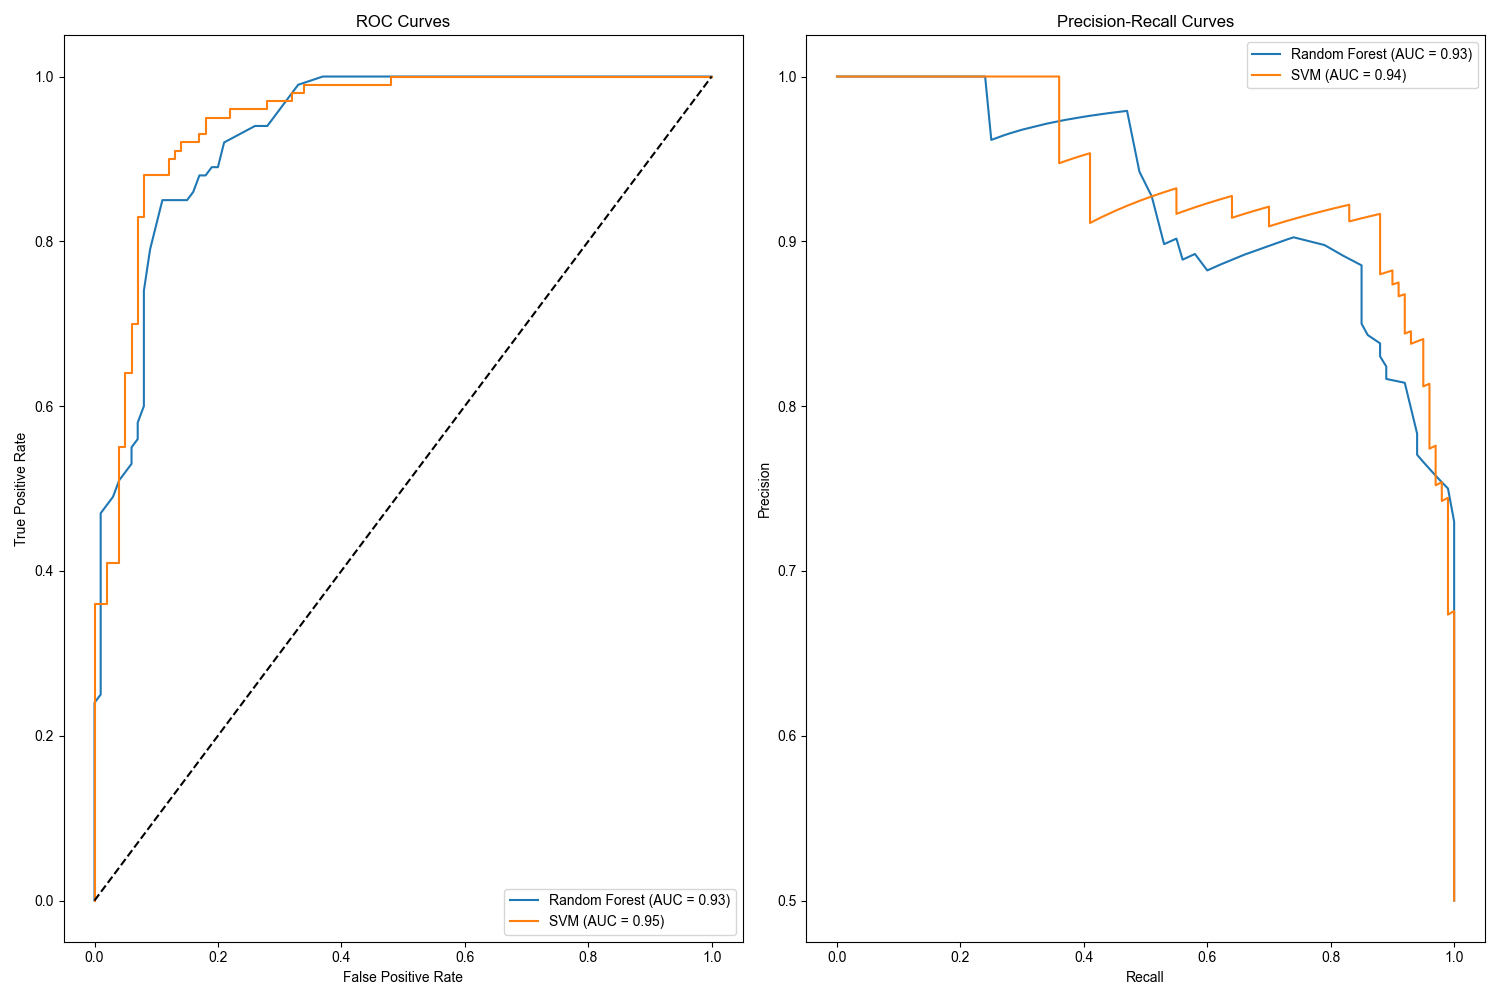 ROC Curves
True Positive Rate
1.0
0.8
0.6
0.4
0.2
0.0
Random Forest (AUC = 0.93)
SVM (AUC = 0.95)
0.0 0.2 0.4 0.6 0.8 1.0
False Positive Rate
Precision-Recall Curves
Random Forest (AUC = 0.93)
SVM (AUC = 0.94)
Precision
1.0
0.9
0.8
0.7
0.6
0.5
0.0 0.2 0.4 0.6 0.8 1.0
Recall